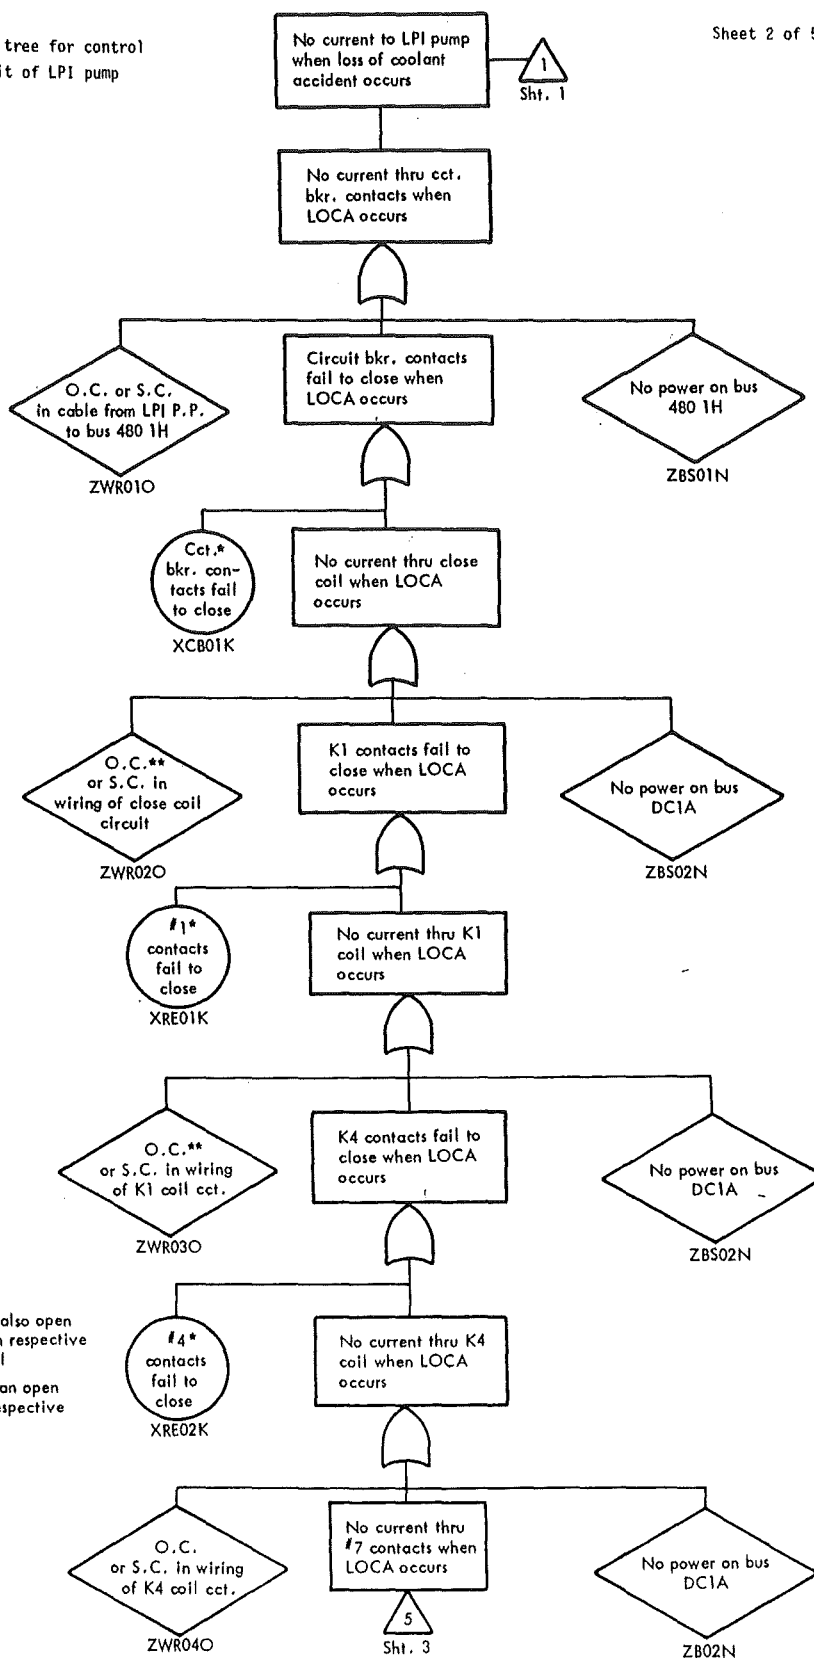 tree for control
it of LPI pump
Sheet 2 of 5
No current to LPI pump
when loss of coolant
accident occurs
1
Sht. 1
No current thru cct.
bkr. contacts when
LOCA occurs
O.C. or S.C.
in cable from LPI P.P.
to bus 480 1H
ZWR01O
Circuit bkr. contacts
fail to close when
LOCA occurs
No power on bus
480 1H
ZBS01N
Cct.*
bkr. con-
tacts fail
to close
XCB01K
No current thru close
coil when LOCA
occurs
O.C.**
or S.C. in
wiring of close coil
circuit
ZWR02O
K1 contacts fail to
close when LOCA
occurs
No power on bus
DC1A
ZBS02N
#1*
contacts
fail to
close
XRE01K
No current thru K1
coil when LOCA
occurs
O.C.**
or S.C. in wiring
of K1 coil cct.
ZWR03O
K4 contacts fail to
close when LOCA
occurs
No power on bus
DC1A
ZBS02N
also open
respective
an open
#4*
contacts
fail to
close
XRE02K
No current thru K4
coil when LOCA
occurs
O.C.
or S.C. in wiring
of K4 coil cct.
ZWR04O
No current thru
#7 contacts when
LOCA occurs
5
Sht. 3
No power on bus
DC1A
ZB02N